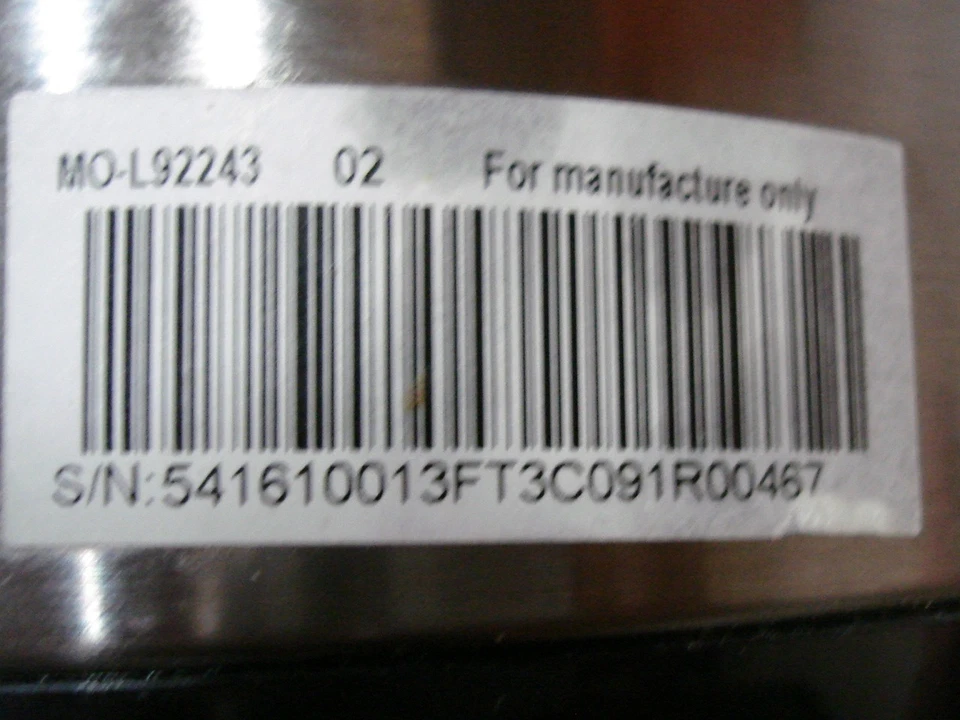 MO-L92243 02 For manufacture only
S/N:541610013FT3C091R00467